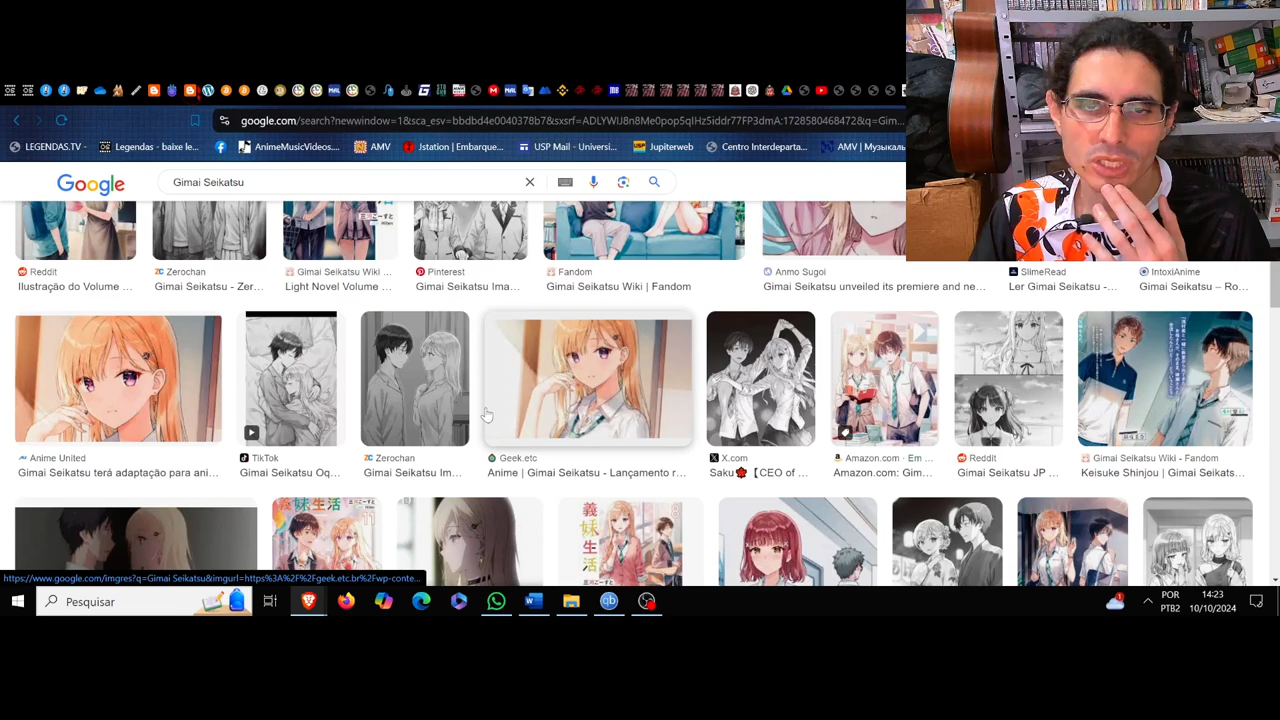 google.com/search?newwindow=1&sca_esv=bbdbd4e0040378b7&sxsrf=ADLYWIJ8n8Me0pop5qIHz5iddr77FP3dmA:1728580468472&q=Gim...
LEGENDAS.TV
Legendas - baixe le...
AnimeMusicVideos....
AMV
Jstation | Embarque...
USP Mail - Universi...
Jupiterweb
Centro Interdeparta...
AMV | Музыкаль
Google
Gimai Seikatsu
Reddit
Ilustração do Volume ...
Zerochan
Gimai Seikatsu - Zer...
Light Novel Volume ...
Pinterest
Gimai Seikatsu Ima...
Fandom
Gimai Seikatsu Wiki | Fandom
Anmo Sugoi
Gimai Seikatsu unveiled its premiere and ne...
SlimeRead
Ler Gimai Seikatsu -...
IntoxiAnime
Gimai Seikatsu – Ro...
Anime United
Gimai Seikatsu terá adaptação para ani...
TikTok
Gimai Seikatsu Oq...
Zerochan
Gimai Seikatsu Im...
Geek.etc
Anime | Gimai Seikatsu - Lançamento r...
X.com
Saku🌹【CEO of ...
Amazon.com · Em ...
Amazon.com: Gim...
Reddit
Gimai Seikatsu JP ...
Gimai Seikatsu Wiki - Fandom
Keisuke Shinjou | Gimai Seikats...
義妹生活
11
義妹生活
8
https://www.google.com/imgres?q=Gimai Seikatsu&imgurl=https%3A%2F%2Fgeek.etc.br%2Fwp-conte...
Pesquisar
POR
PTB2
14:23
10/10/2024